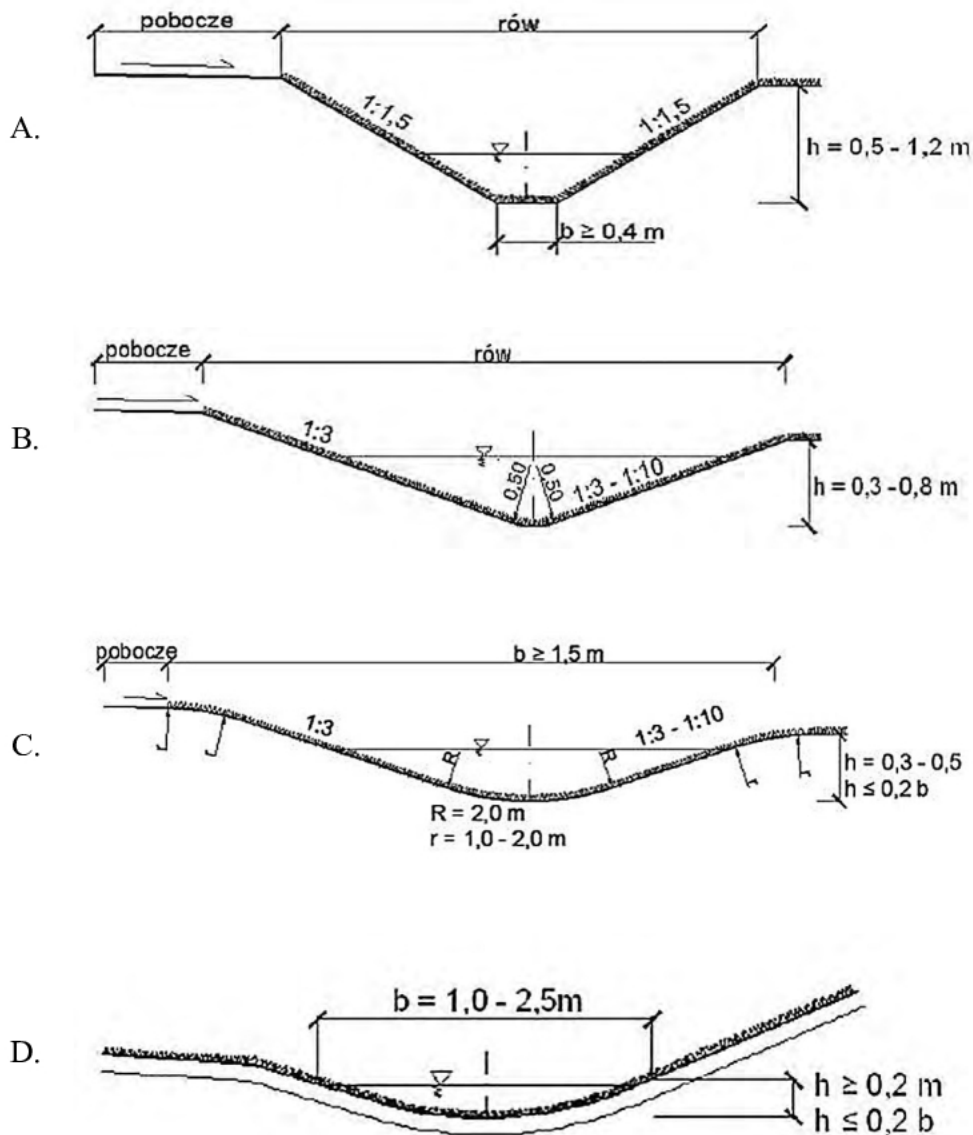 pobocze rów
A.
1:1,5 1:1,5
h = 0,5 - 1,2 m
b ≥ 0,4 m
pobocze rów
B.
1:3 0,50 0,50 1:3 - 1:10
h = 0,3 - 0,8 m
pobocze b ≥ 1,5 m
C.
1:3 1:3 - 1:10
r r R R r r
h = 0,3 - 0,5
h ≤ 0,2 b
R = 2,0 m
r = 1,0 - 2,0 m
b = 1,0 - 2,5m
D.
h ≥ 0,2 m
h ≤ 0,2 b